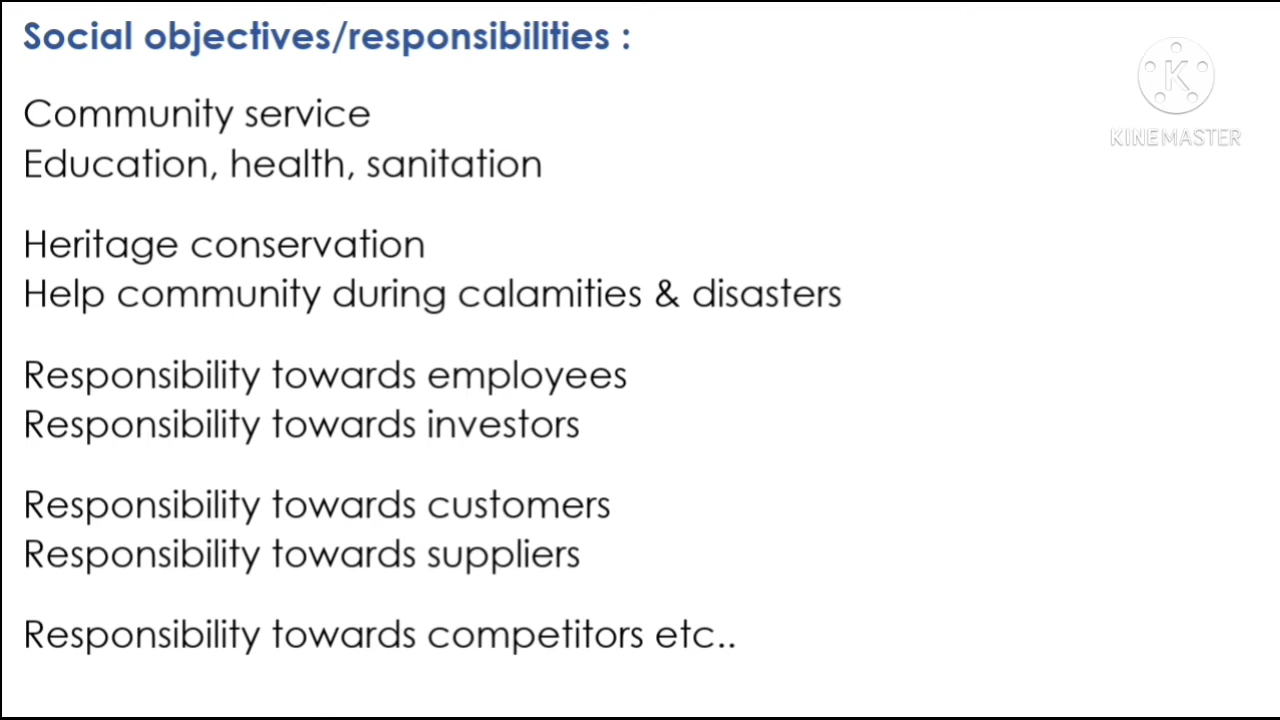 Social objectives/responsibilities :
Community service
Education, health, sanitation
Heritage conservation
Help community during calamities & disasters
Responsibility towards employees
Responsibility towards investors
Responsibility towards customers
Responsibility towards suppliers
Responsibility towards competitors etc..
K
KINEMASTER